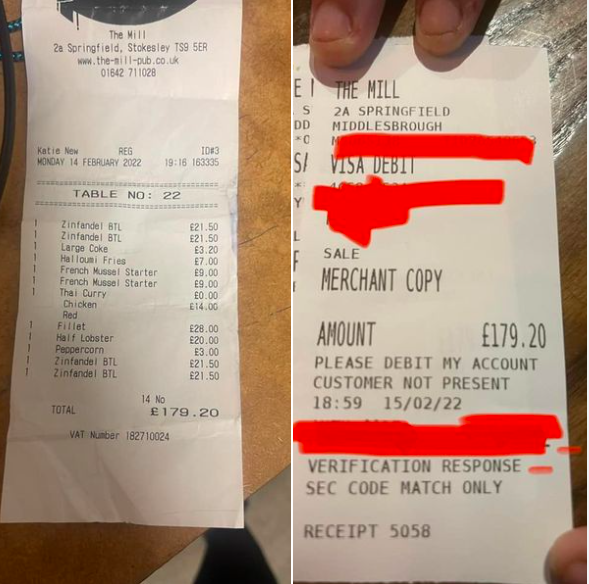 The Mill
2a Springfield, Stokesley TS9 5ER
www.the-mill-pub.co.uk
01642 711028
Katie New REG ID#3
MONDAY 14 FEBRUARY 2022 19:16 163335
TABLE NO: 22
1 Zinfandel BTL £21.50
1 Zinfandel BTL £21.50
1 Large Coke £3.20
1 Halloumi Fries £7.00
1 French Mussel Starter £9.00
1 French Mussel Starter £9.00
1 Thai Curry £0.00
Chicken £14.00
Red
1 Fillet £28.00
1 Half Lobster £20.00
1 Peppercorn £3.00
1 Zinfandel BTL £21.50
1 Zinfandel BTL £21.50
14 No
TOTAL £179.20
VAT Number 182710024
THE MILL
2A SPRINGFIELD
MIDDLESBROUGH
VISA DEBIT
SALE
MERCHANT COPY
AMOUNT £179.20
PLEASE DEBIT MY ACCOUNT
CUSTOMER NOT PRESENT
18:59 15/02/22
VERIFICATION RESPONSE
SEC CODE MATCH ONLY
RECEIPT 5058